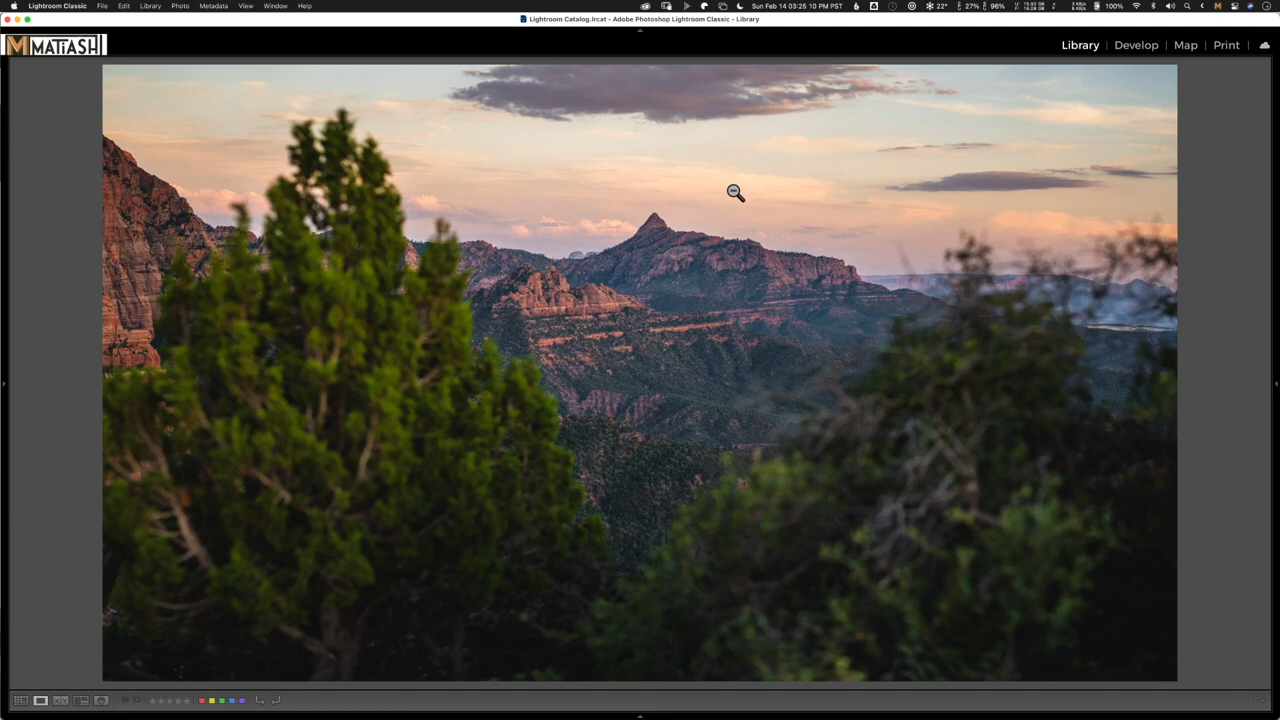 Lightroom Classic File Edit Library Photo Metadata View Window Help
22° 27% 96% 100% Sun Feb 14 03:25:10 PM PST
Lightroom Catalog.lrcat - Adobe Photoshop Lightroom Classic - Library
M MATIASH
Library | Develop | Map | Print |